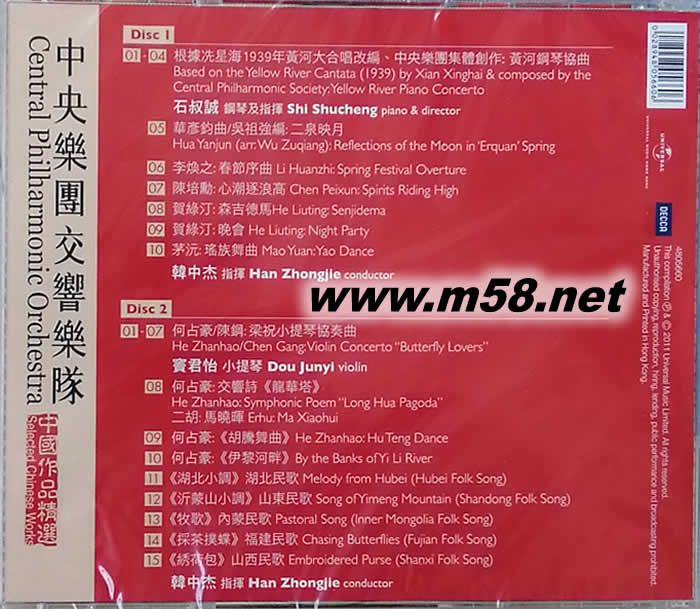 中央樂團交響樂隊
Central Philharmonic Orchestra
中國作品精選
Selected Chinese Works
Disc 1
01 - 04 根據冼星海1939年黃河大合唱改編、中央樂團集體創作: 黃河鋼琴協曲
Based on the Yellow River Cantata (1939) by Xian Xinghai & composed by the
Central Philharmonic Society: Yellow River Piano Concerto
石叔誠 鋼琴及指揮 Shi Shucheng piano & director
05 華彥鈞曲/吳祖強編: 二泉映月
Hua Yanjun (arr. Wu Zuqiang): Reflections of the Moon in 'Erquan' Spring
06 李煥之: 春節序曲 Li Huanzhi: Spring Festival Overture
07 陳培勳: 心潮逐浪高 Chen Peixun: Spirits Riding High
08 賀綠汀: 森吉德馬 He Liuting: Senjidema
09 賀綠汀: 晚會 He Liuting: Night Party
10 茅沅: 瑤族舞曲 Mao Yuan: Yao Dance
韓中杰 指揮 Han Zhongjie conductor
www.m58.net
Disc 2
01 - 07 何占豪/陳鋼: 梁祝小提琴協奏曲
He Zhanhao/Chen Gang: Violin Concerto "Butterfly Lovers"
竇君怡 小提琴 Dou Junyi violin
08 何占豪: 交響詩《龍華塔》
He Zhanhao: Symphonic Poem "Long Hua Pagoda"
二胡: 馬曉暉 Erhu: Ma Xiaohui
09 何占豪:《胡騰舞曲》He Zhanhao: Hu Teng Dance
10 何占豪:《伊黎河畔》By the Banks of Yi Li River
11《湖北小調》湖北民歌 Melody from Hubei (Hubei Folk Song)
12《沂蒙山小調》山東民歌 Song of Yimeng Mountain (Shandong Folk Song)
13《牧歌》內蒙民歌 Pastoral Song (Inner Mongolia Folk Song)
14《採茶撲蝶》福建民歌 Chasing Butterflies (Fujian Folk Song)
15《綉荷包》山西民歌 Embroidered Purse (Shanxi Folk Song)
韓中杰 指揮 Han Zhongjie conductor
0 28948 05660 6
UNIVERSAL
DECCA
4805660
This compilation ℗ & © 2011 Universal Music Limited. All rights reserved.
Unauthorised copying, reproduction, hiring, lending, public performance and broadcasting prohibited.
Manufactured and Printed in Hong Kong.